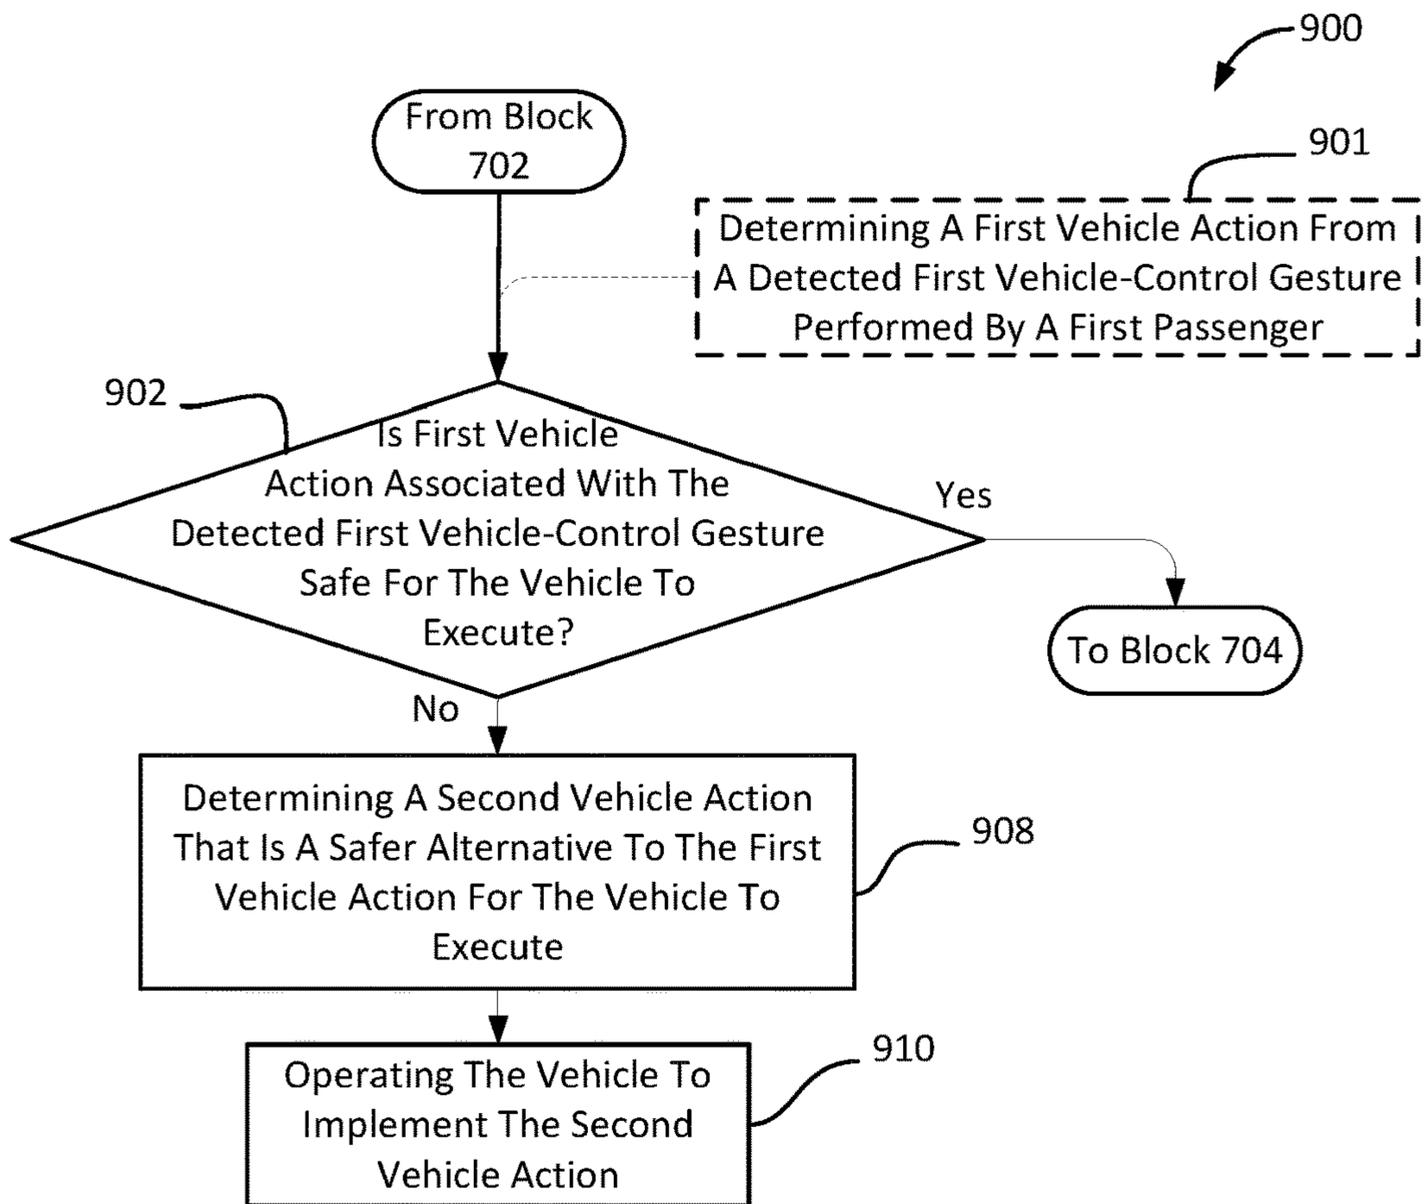 900
From Block
702
901
Determining A First Vehicle Action From
A Detected First Vehicle-Control Gesture
Performed By A First Passenger
902
Is First Vehicle
Action Associated With The
Detected First Vehicle-Control Gesture
Safe For The Vehicle To
Execute?
Yes
To Block 704
No
Determining A Second Vehicle Action
That Is A Safer Alternative To The First
Vehicle Action For The Vehicle To
Execute
908
Operating The Vehicle To
Implement The Second
Vehicle Action
910